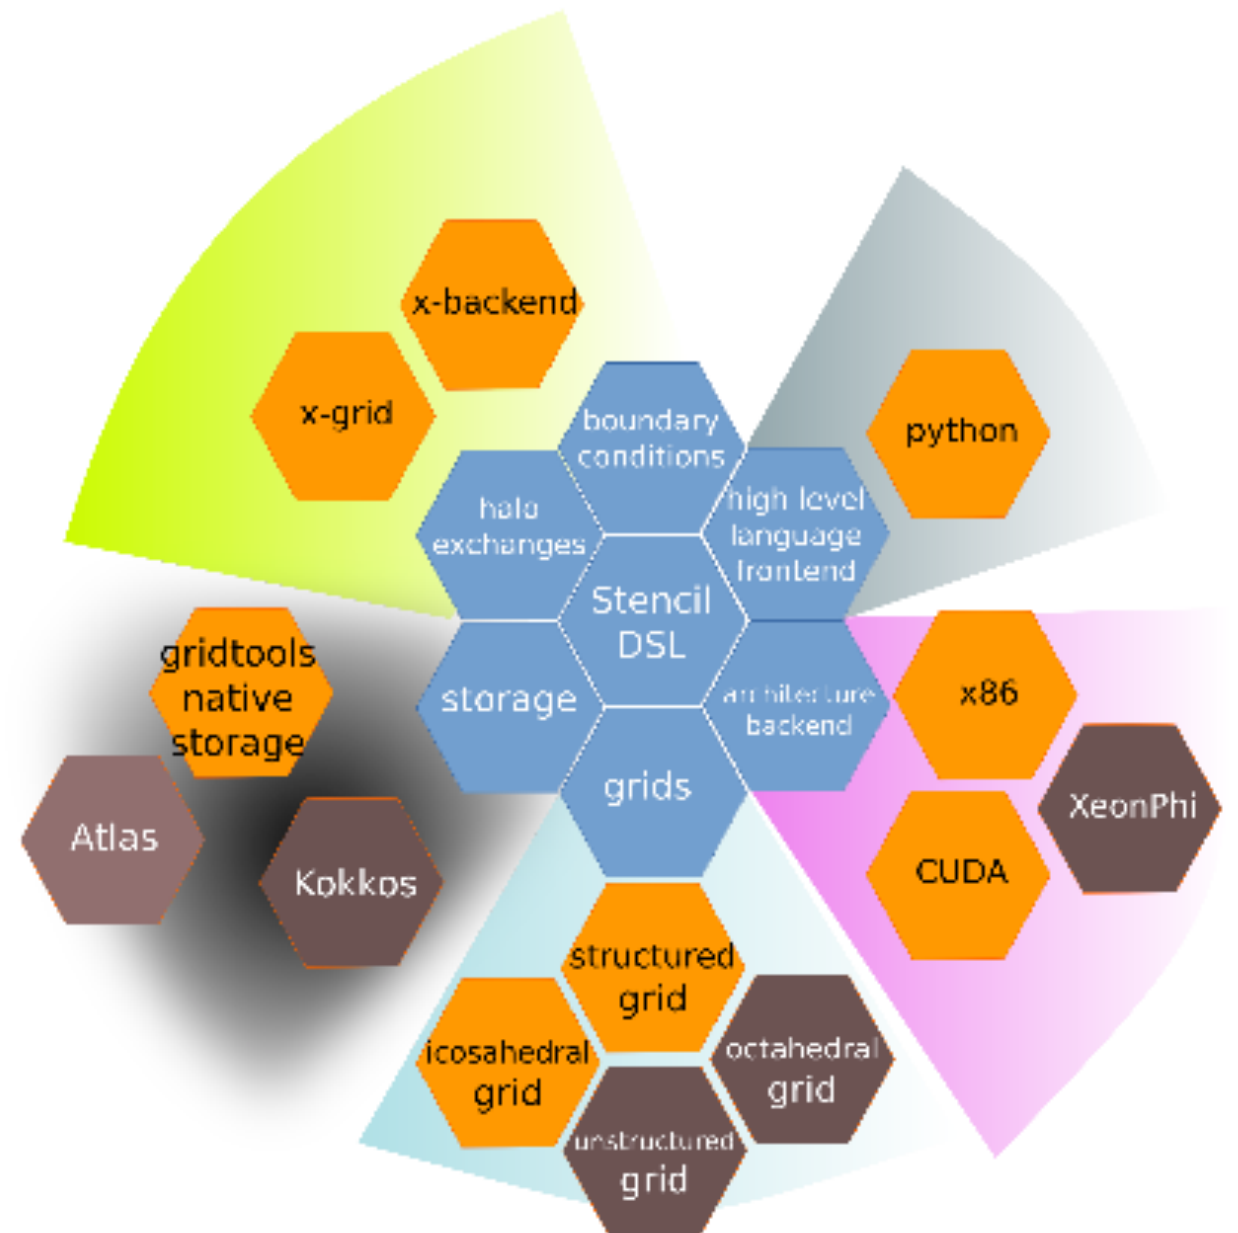 x-backend
x-grid
boundary
conditions
python
halo
exchanges
high level
language
frontend
Stencil
DSL
gridtools
native
storage
storage
architecture
backend
x86
grids
XeonPhi
Atlas
Kokkos
CUDA
structured
grid
icosahedral
grid
octahedral
grid
unstructured
grid